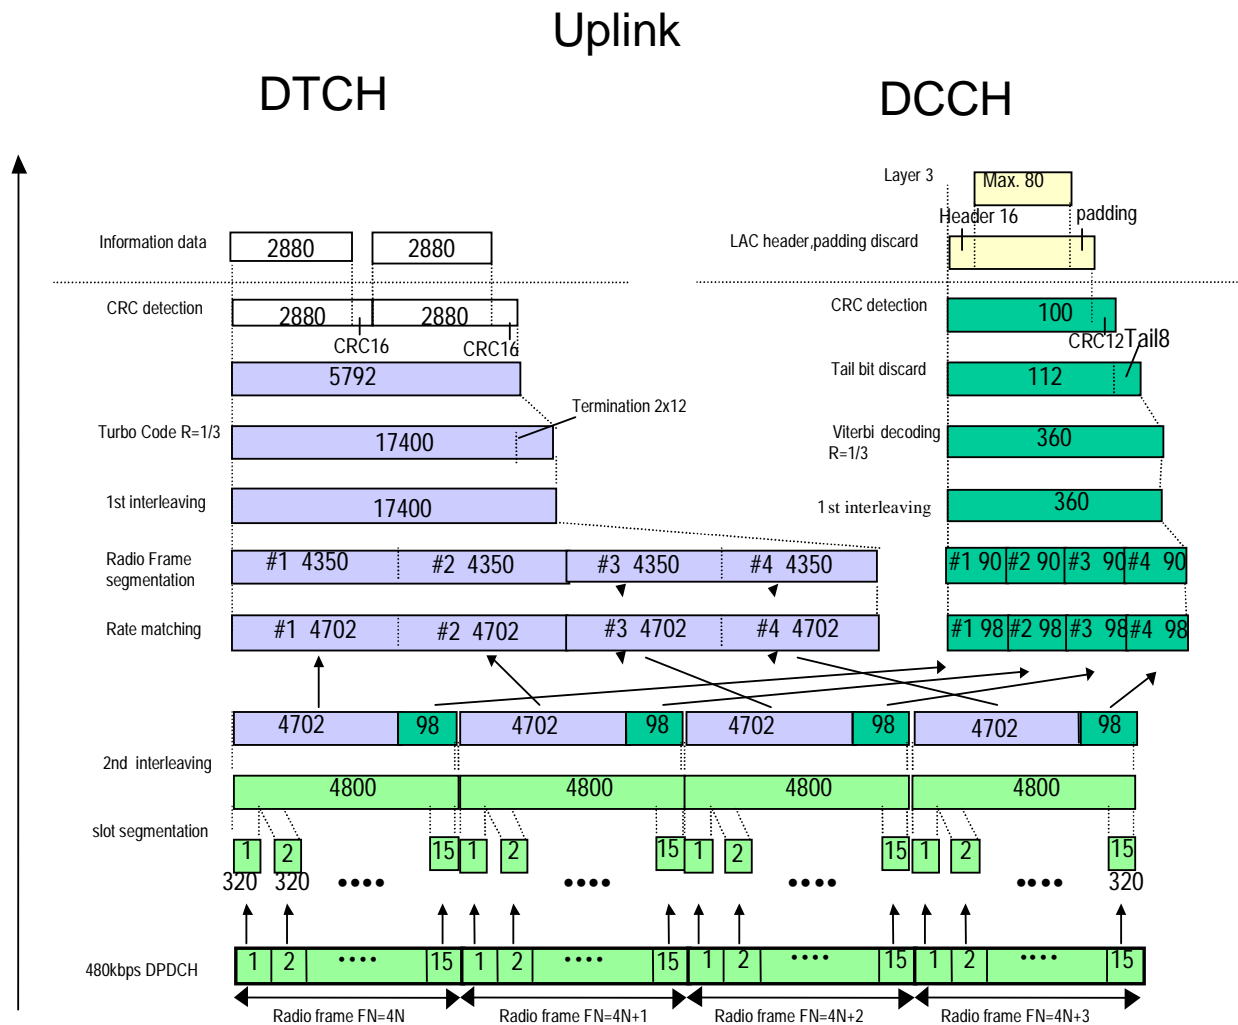 Uplink
DTCH
DCCH
Layer 3
Max. 80
Header 16
padding
Information data
2880
2880
LAC header,padding discard
CRC detection
2880
2880
CRC16
CRC16
CRC detection
100
CRC12
Tail8
5792
Tail bit discard
112
Termination 2x12
Turbo Code R=1/3
17400
Viterbi decoding
R=1/3
360
1st interleaving
17400
1st interleaving
360
Radio Frame
segmentation
#1 4350
#2 4350
#3 4350
#4 4350
#1 90
#2 90
#3 90
#4 90
Rate matching
#1 4702
#2 4702
#3 4702
#4 4702
#1 98
#2 98
#3 98
#4 98
4702
98
4702
98
4702
98
4702
98
2nd interleaving
4800
4800
4800
4800
slot segmentation
1
2
15
1
2
15
1
2
15
1
2
15
320
320
••••
••••
••••
••••
320
480kbps DPDCH
1
2
••••
15
1
2
••••
15
1
2
••••
15
1
2
••••
15
Radio frame FN=4N
Radio frame FN=4N+1
Radio frame FN=4N+2
Radio frame FN=4N+3